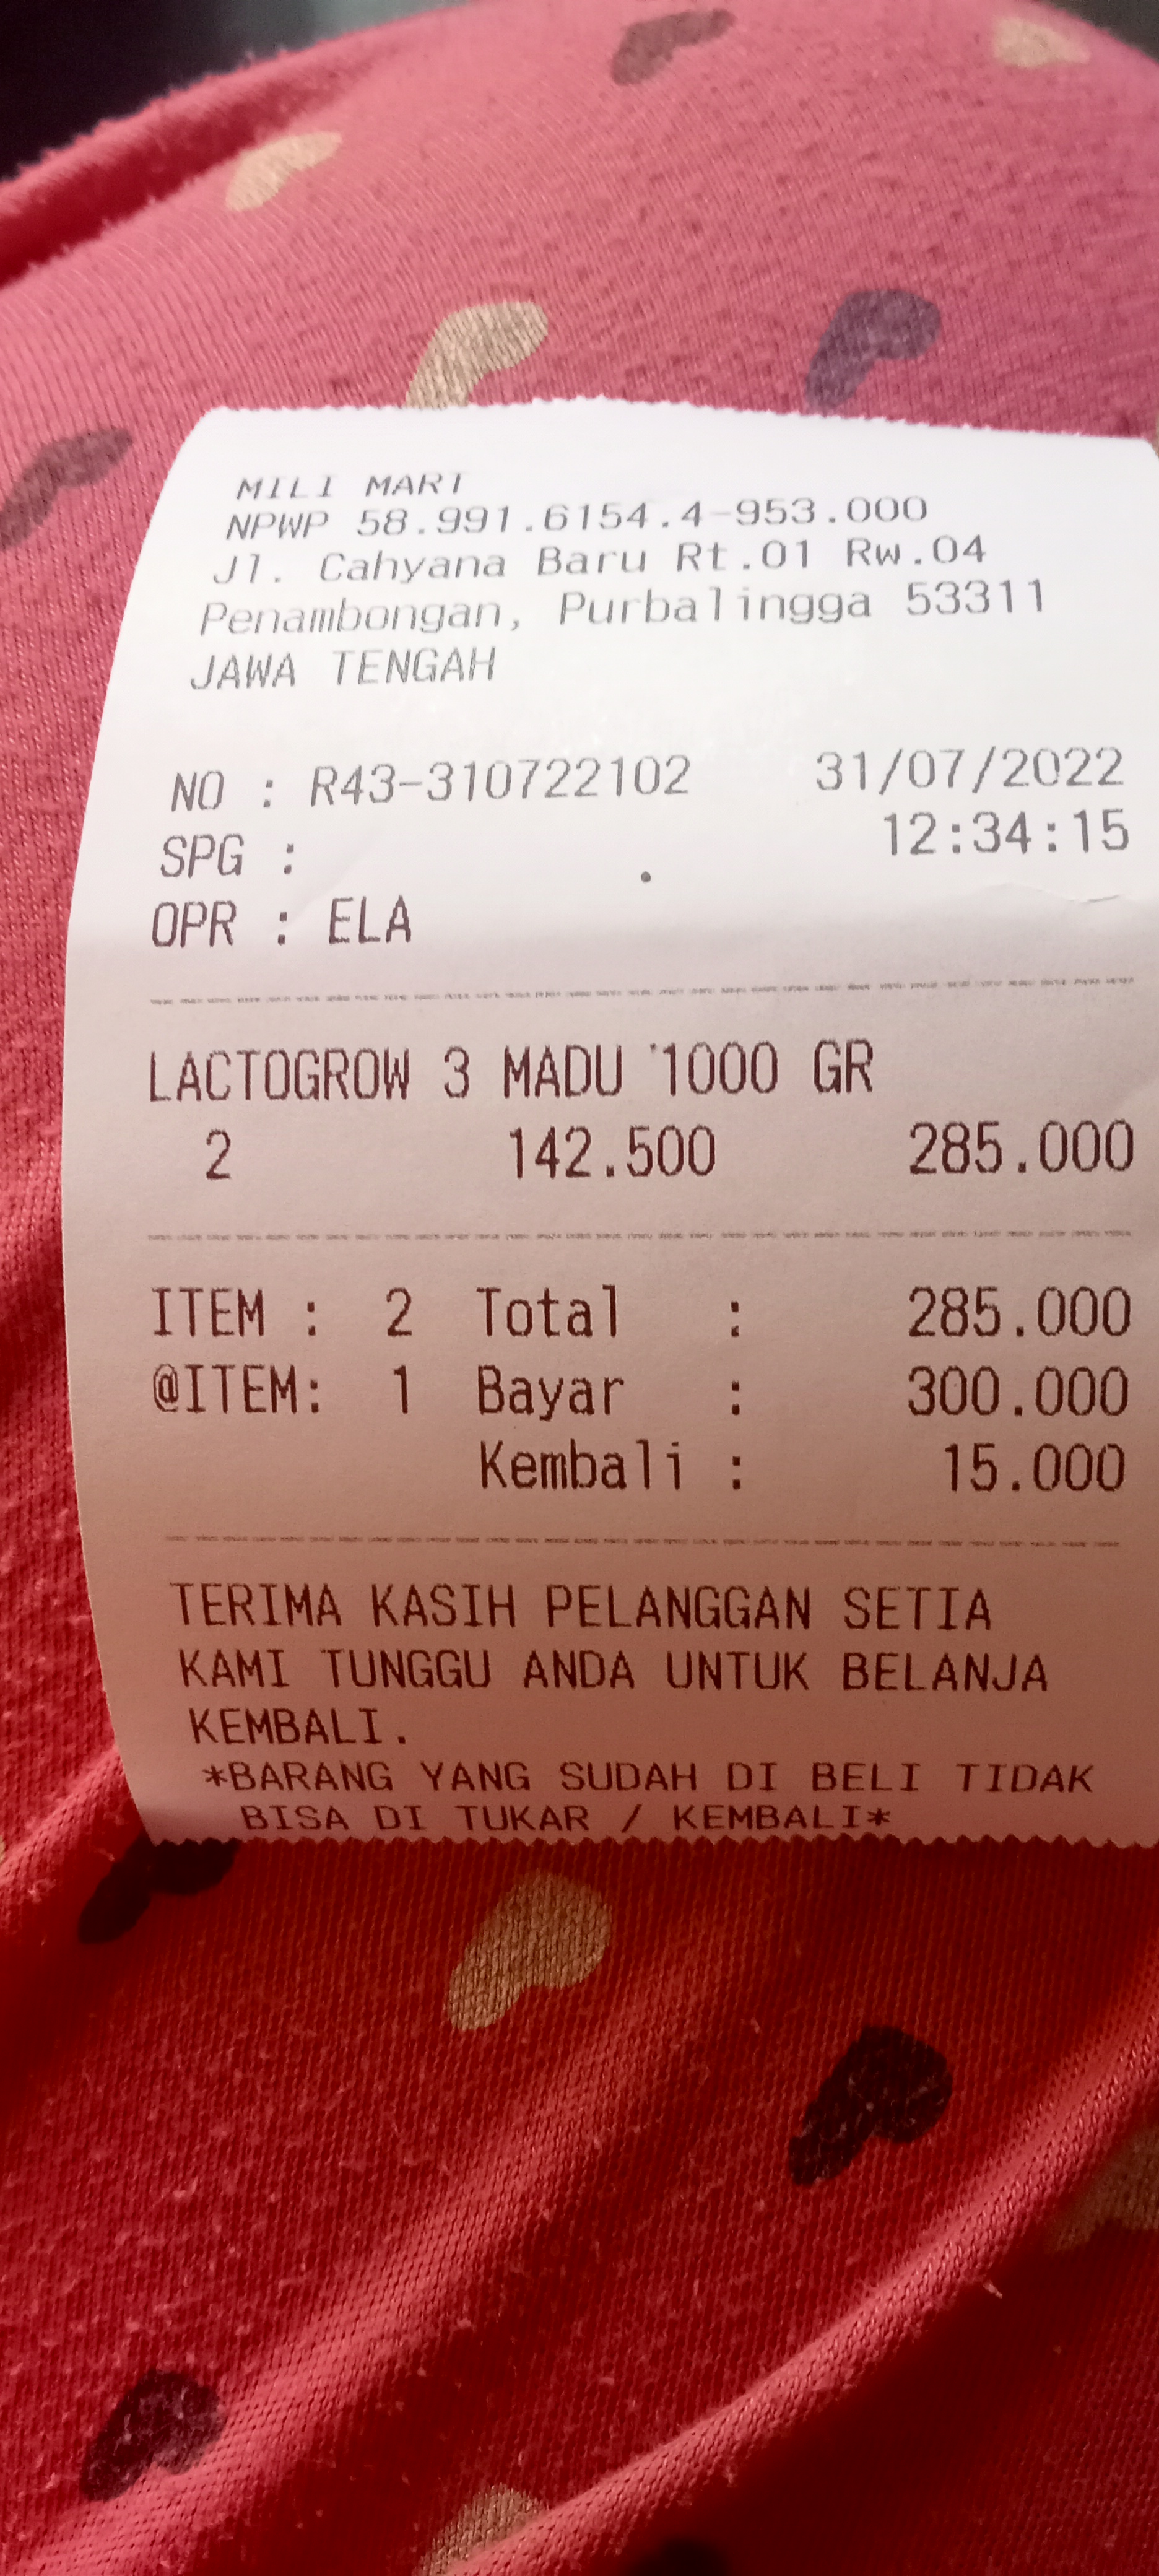 MILI MART
NPWP 58.991.6154.4-953.000
Jl. Cahyana Baru Rt.01 Rw.04
Penambongan, Purbalingga 53311
JAWA TENGAH
NO : R43-310722102 31/07/2022
SPG : 12:34:15
OPR : ELA
LACTOGROW 3 MADU 1000 GR
2 142.500 285.000
ITEM : 2 Total : 285.000
@ITEM: 1 Bayar : 300.000
Kembali : 15.000
TERIMA KASIH PELANGGAN SETIA
KAMI TUNGGU ANDA UNTUK BELANJA
KEMBALI.
*BARANG YANG SUDAH DI BELI TIDAK
BISA DI TUKAR / KEMBALI*